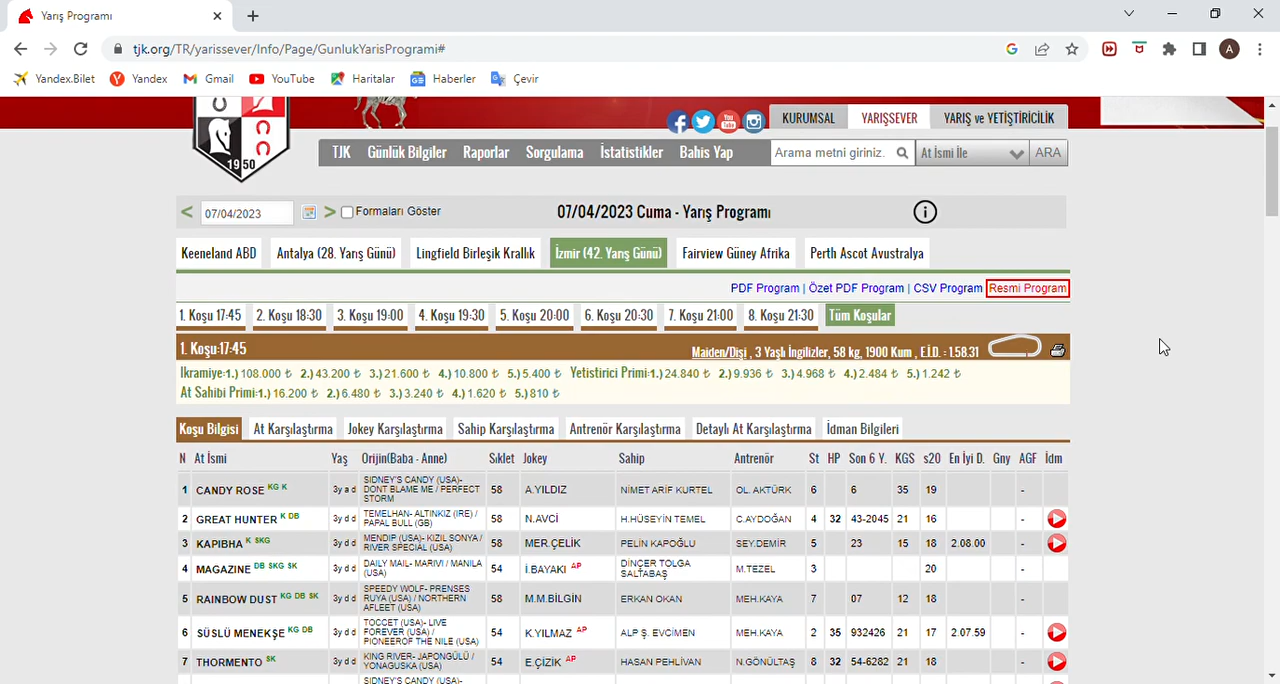 Yarış Programı
tjk.org/TR/yarissever/Info/Page/GunlukYarisProgrami#
A
Yandex.Bilet Yandex Gmail YouTube Haritalar Haberler Çevir
1950
KURUMSAL YARIŞSEVER YARIŞ ve YETİŞTİRİCİLİK
TJK Günlük Bilgiler Raporlar Sorgulama İstatistikler Bahis Yap Arama metni giriniz. At İsmi İle ARA
< 07/04/2023 > Formaları Göster 07/04/2023 Cuma - Yarış Programı
Keeneland ABD Antalya (28. Yarış Günü) Lingfield Birleşik Krallık İzmir (42. Yarış Günü) Fairview Güney Afrika Perth Ascot Avustralya
PDF Program | Özet PDF Program | CSV Program Resmi Program
1. Koşu 17:45 2. Koşu 18:30 3. Koşu 19:00 4. Koşu 19:30 5. Koşu 20:00 6. Koşu 20:30 7. Koşu 21:00 8. Koşu 21:30 Tüm Koşular
1. Koşu:17:45 Maiden/Dişi , 3 Yaşlı İngilizler, 58 kg, 1900 Kum , E.İ.D. : 1.58.31
Ikramiye:1.) 108.000 ₺ 2.) 43.200 ₺ 3.) 21.600 ₺ 4.) 10.800 ₺ 5.) 5.400 ₺ Yetistirici Primi:1.) 24.840 ₺ 2.) 9.936 ₺ 3.) 4.968 ₺ 4.) 2.484 ₺ 5.) 1.242 ₺
At Sahibi Primi:1.) 16.200 ₺ 2.) 6.480 ₺ 3.) 3.240 ₺ 4.) 1.620 ₺ 5.) 810 ₺
Koşu Bilgisi At Karşılaştırma Jokey Karşılaştırma Sahip Karşılaştırma Antrenör Karşılaştırma Detaylı At Karşılaştırma İdman Bilgileri
N At İsmi Yaş Orijin(Baba - Anne) Sıklet Jokey Sahip Antrenör St HP Son 6 Y. KGS s20 En İyi D. Gny AGF İdm
1 CANDY ROSE KG K 3y a d SIDNEY'S CANDY (USA)- DONT BLAME ME / PERFECT STORM 58 A.YILDIZ NİMET ARİF KURTEL OL. AKTÜRK 6 6 35 19 -
2 GREAT HUNTER K DB 3y d d TEMELHAN- ALTINKIZ (IRE) / PAPAL BULL (GB) 58 N.AVCİ H.HÜSEYİN TEMEL C.AYDOĞAN 4 32 43-2045 21 16 -
3 KAPIBHA K SKG 3y d d MENDIP (USA)- KIZIL SONYA / RIVER SPECIAL (USA) 58 MER.ÇELİK PELİN KAPOĞLU SEY.DEMİR 5 23 15 18 2.08.00 -
4 MAGAZINE DB SKG SK 3y d d DAILY MAIL- MARIVI / MANILA (USA) 54 İ.BAYAKI AP DİNÇER TOLGA SALTABAŞ M.TEZEL 3 20 -
5 RAINBOW DUST KG DB SK 3y d d SPEEDY WOLF- PRENSES RUYA (USA) / NORTHERN AFLEET (USA) 58 M.M.BİLGİN ERKAN OKAN MEH.KAYA 7 07 12 18 -
6 SÜSLÜ MENEKŞE KG DB 3y d d TOCCET (USA)- LIVE FOREVER (USA) / PIONEEROF THE NILE (USA) 54 K.YILMAZ AP ALP Ş. EVCİMEN MEH.KAYA 2 35 932426 21 17 2.07.59 -
7 THORMENTO SK 3y d d KING RIVER- JAPONGÜLÜ / YONAGUSKA (USA) 54 E.ÇİZİK AP HASAN PEHLİVAN N.GÖNÜLTAŞ 8 32 54-6282 21 18 -
SIDNEY'S CANDY (USA)-